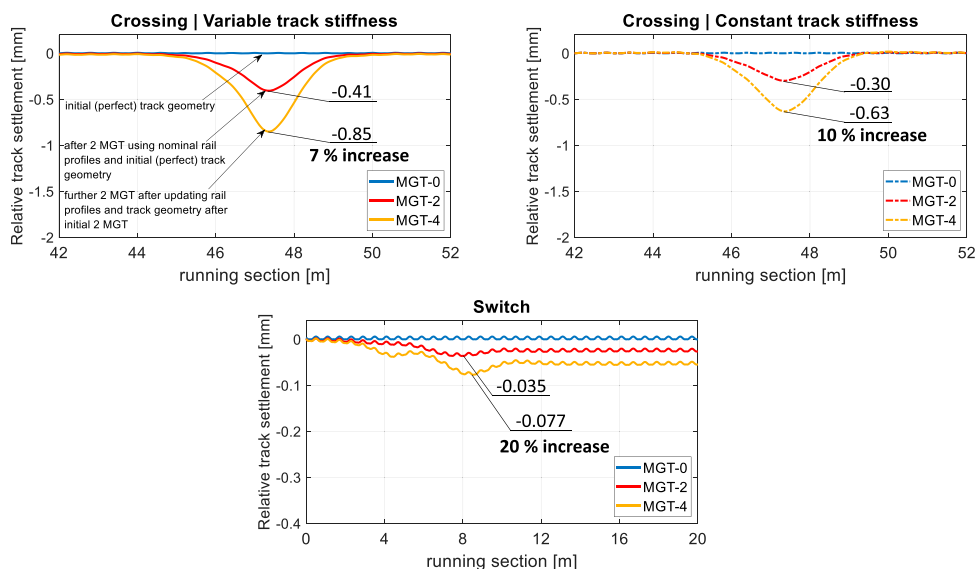 Crossing | Variable track stiffness
Relative track settlement [mm]
0
-0.5
-1
-1.5
-2
initial (perfect) track geometry
after 2 MGT using nominal rail
profiles and initial (perfect) track
geometry
further 2 MGT after updating rail
profiles and track geometry after
initial 2 MGT
-0.41
-0.85
7 % increase
MGT-0
MGT-2
MGT-4
42
44
46
48
50
52
running section [m]
Crossing | Constant track stiffness
Relative track settlement [mm]
0
-0.5
-1
-1.5
-2
-0.30
-0.63
10 % increase
MGT-0
MGT-2
MGT-4
42
44
46
48
50
52
running section [m]
Switch
Relative track settlement [mm]
0
-0.1
-0.2
-0.3
-0.4
-0.035
-0.077
20 % increase
MGT-0
MGT-2
MGT-4
0
4
8
12
16
20
running section [m]